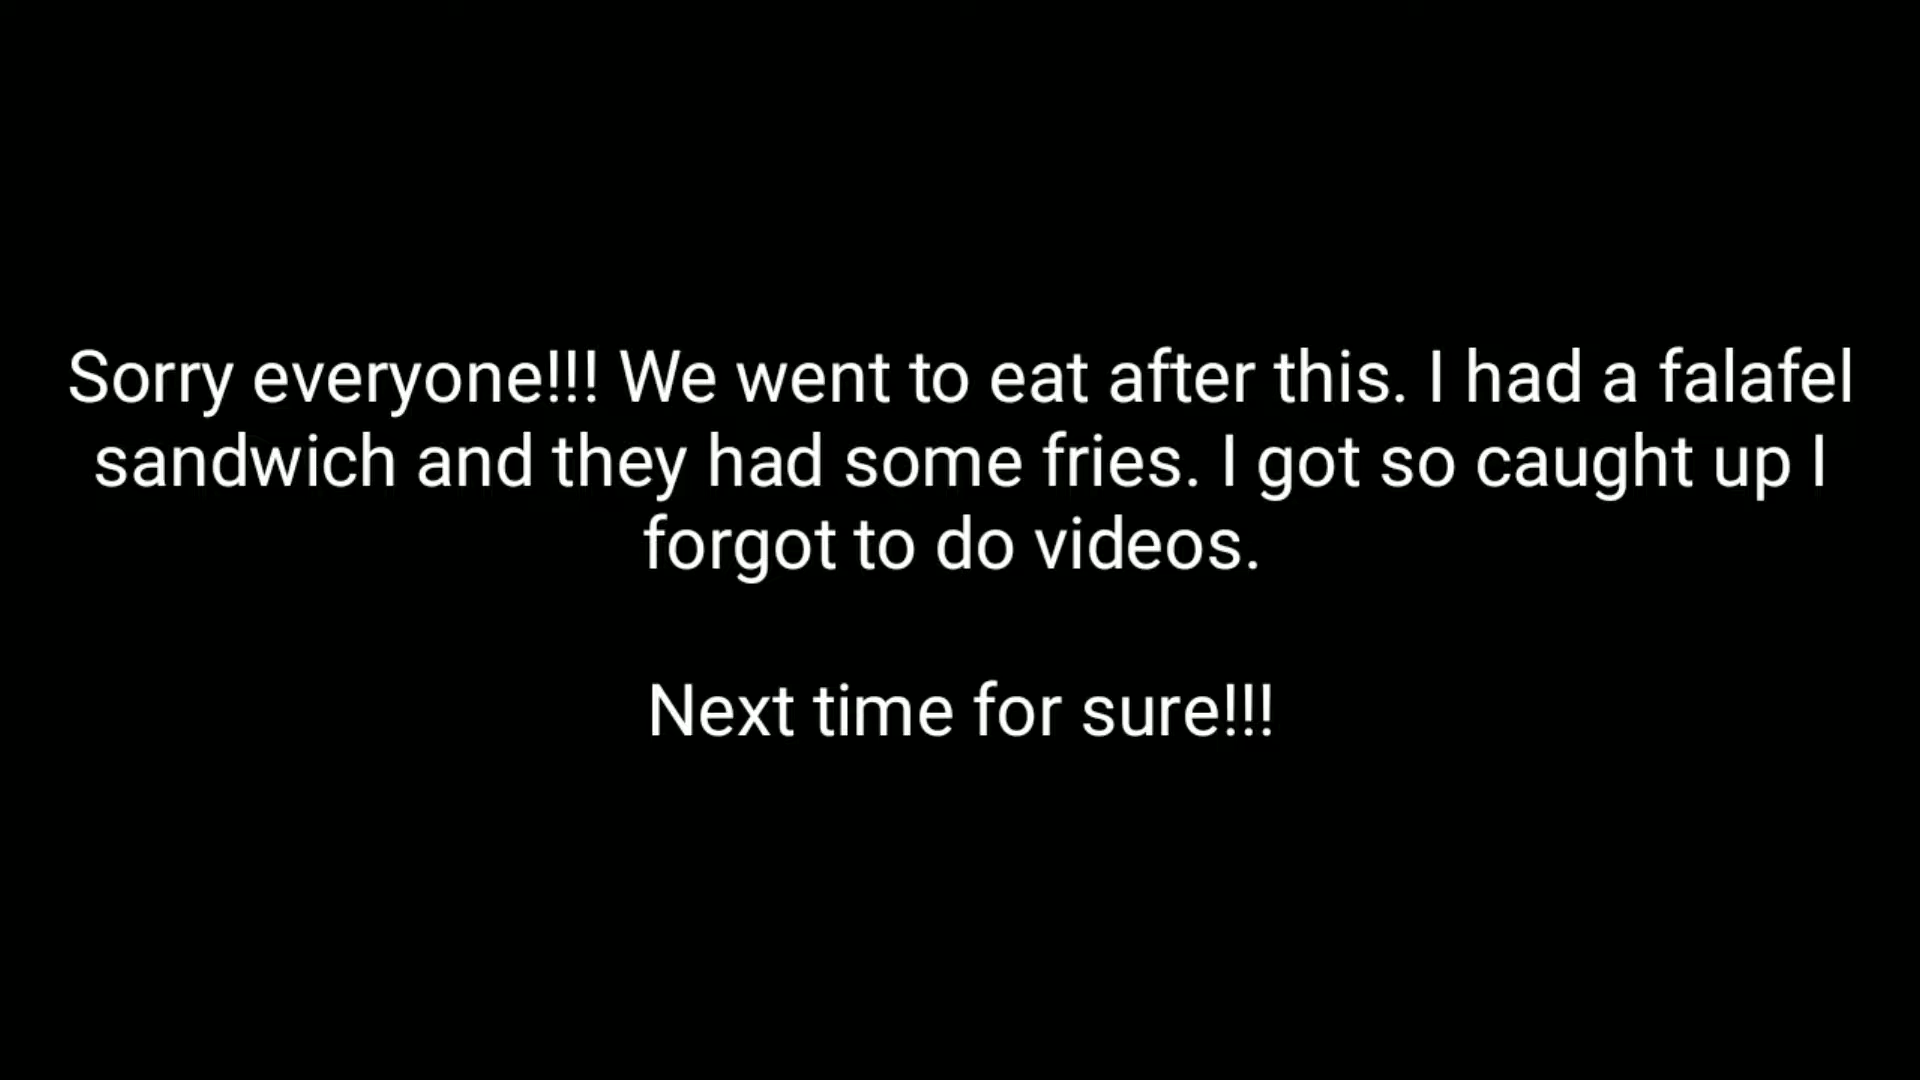 Sorry everyone!!! We went to eat after this. I had a falafel
sandwich and they had some fries. I got so caught up I
forgot to do videos.
Next time for sure!!!